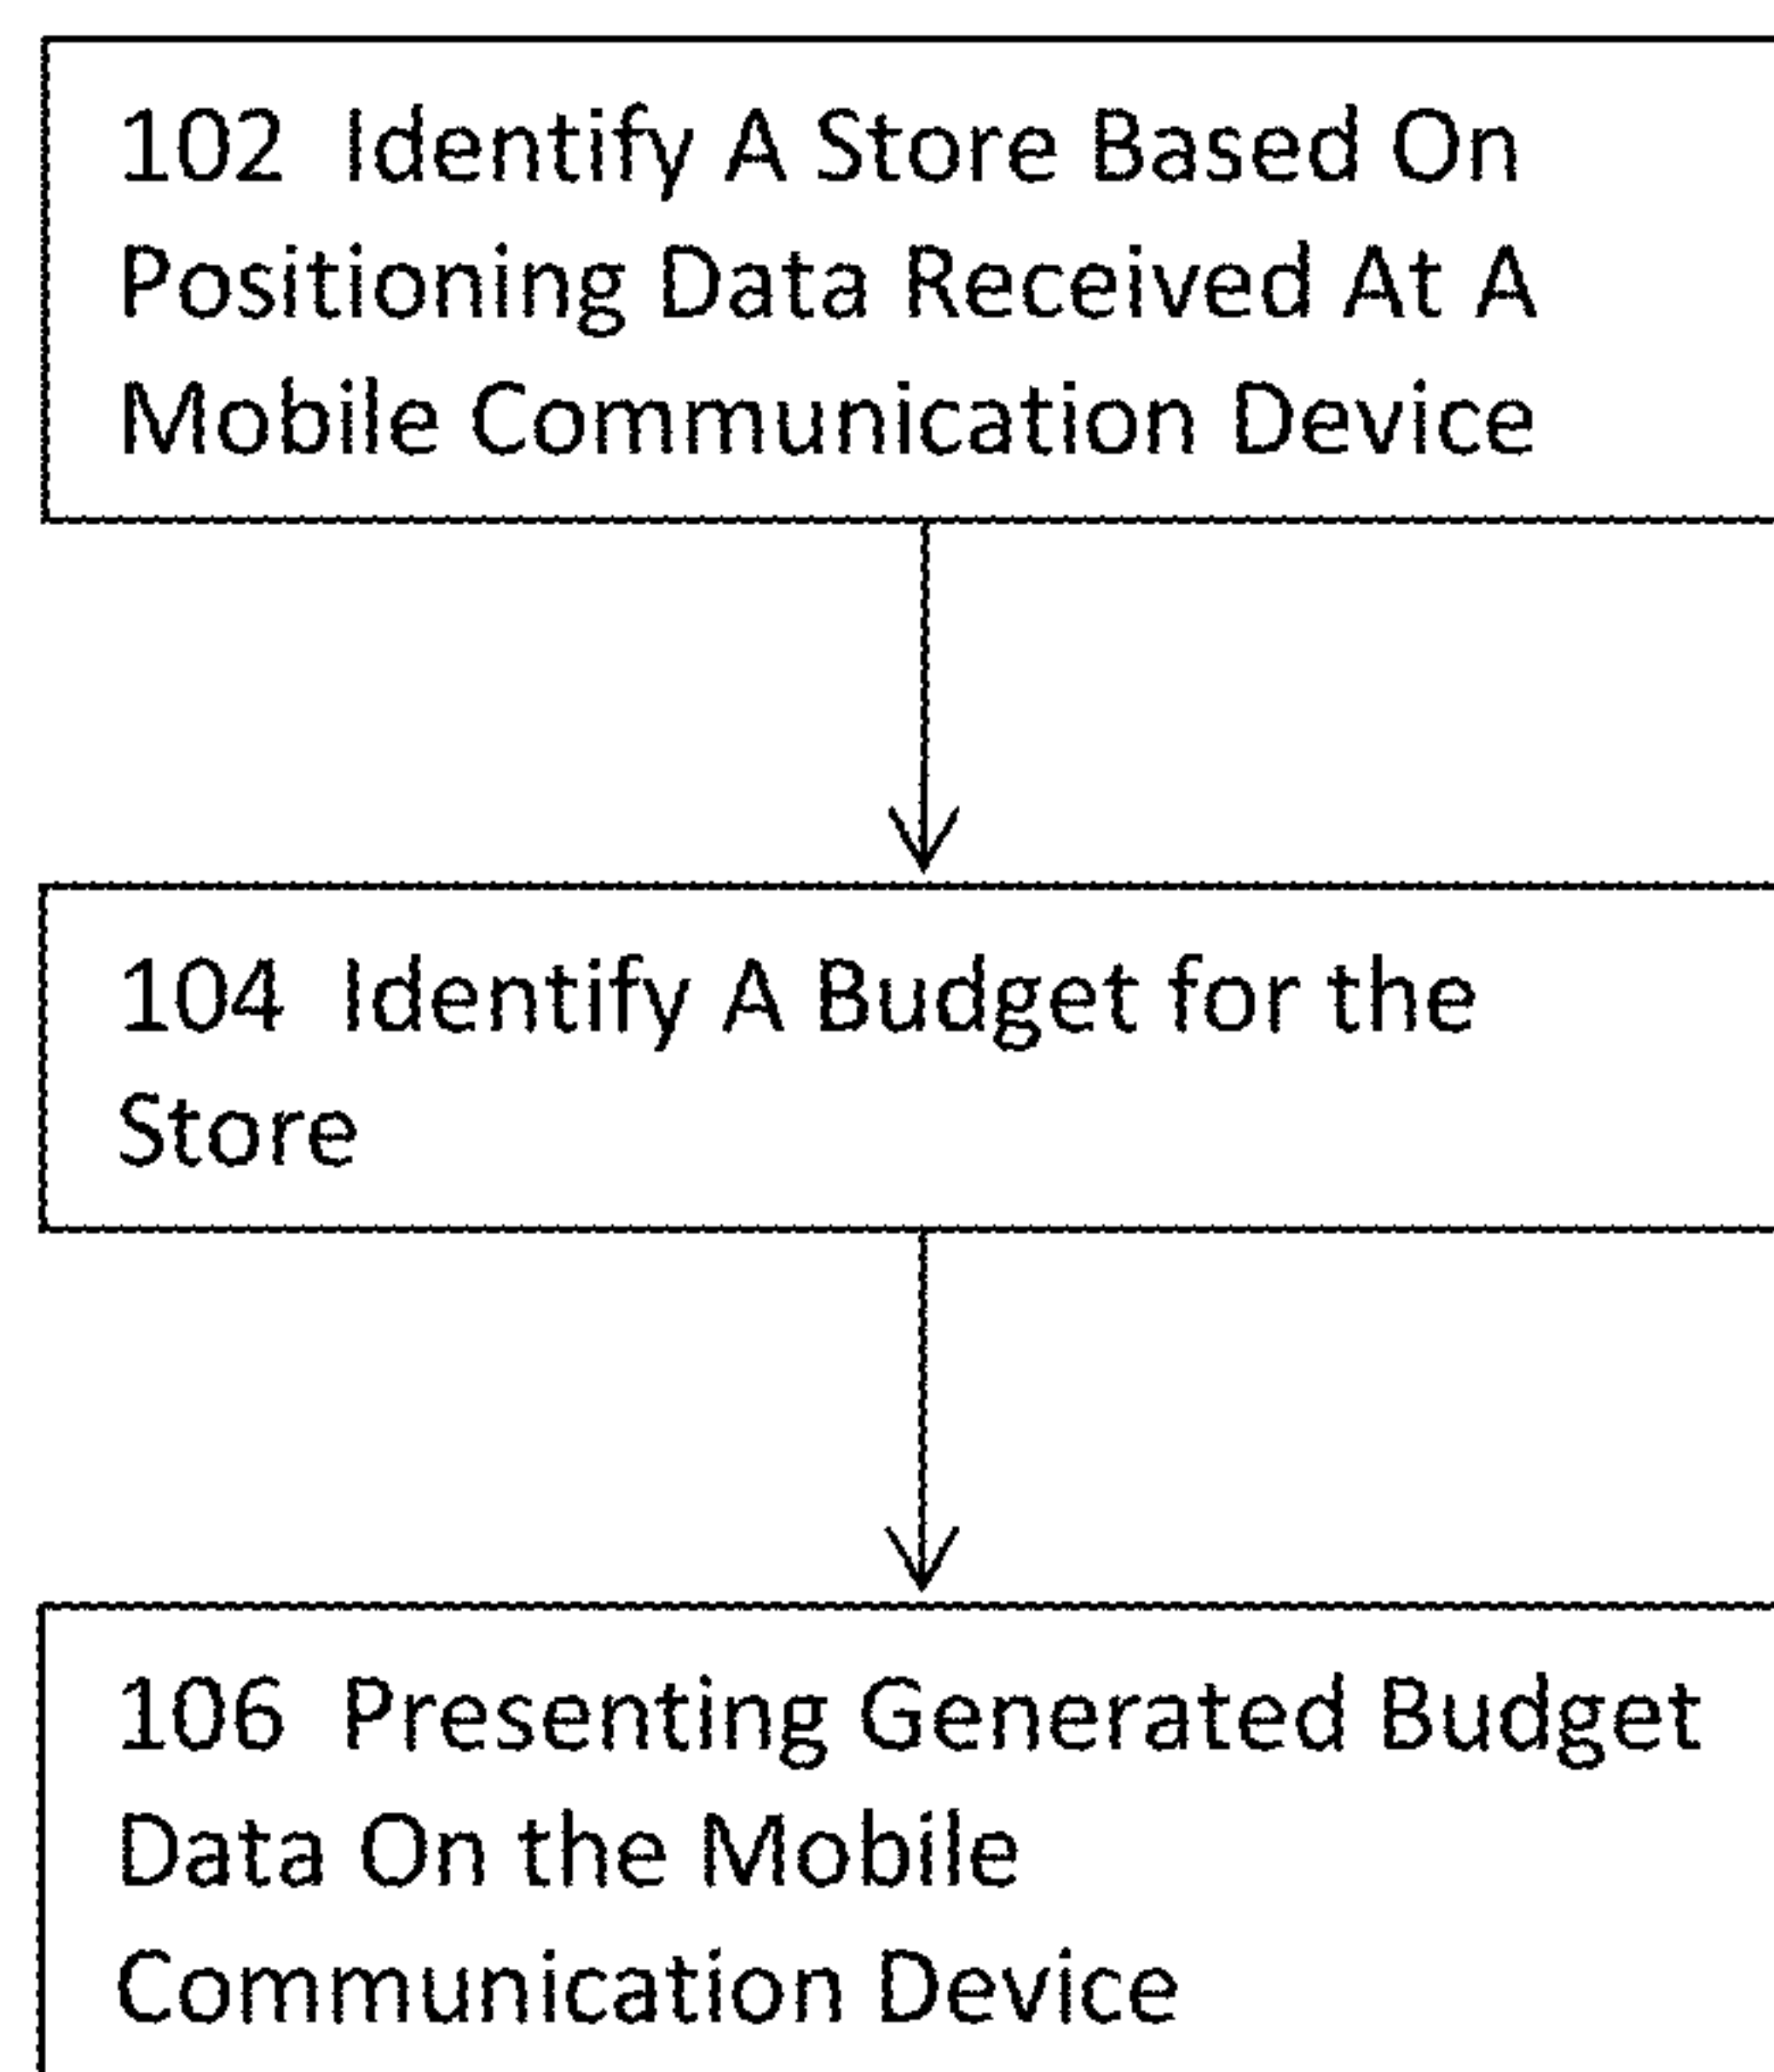 102 Identify A Store Based On
Positioning Data Received At A
Mobile Communication Device
104 Identify A Budget for the
Store
106 Presenting Generated Budget
Data On the Mobile
Communication Device